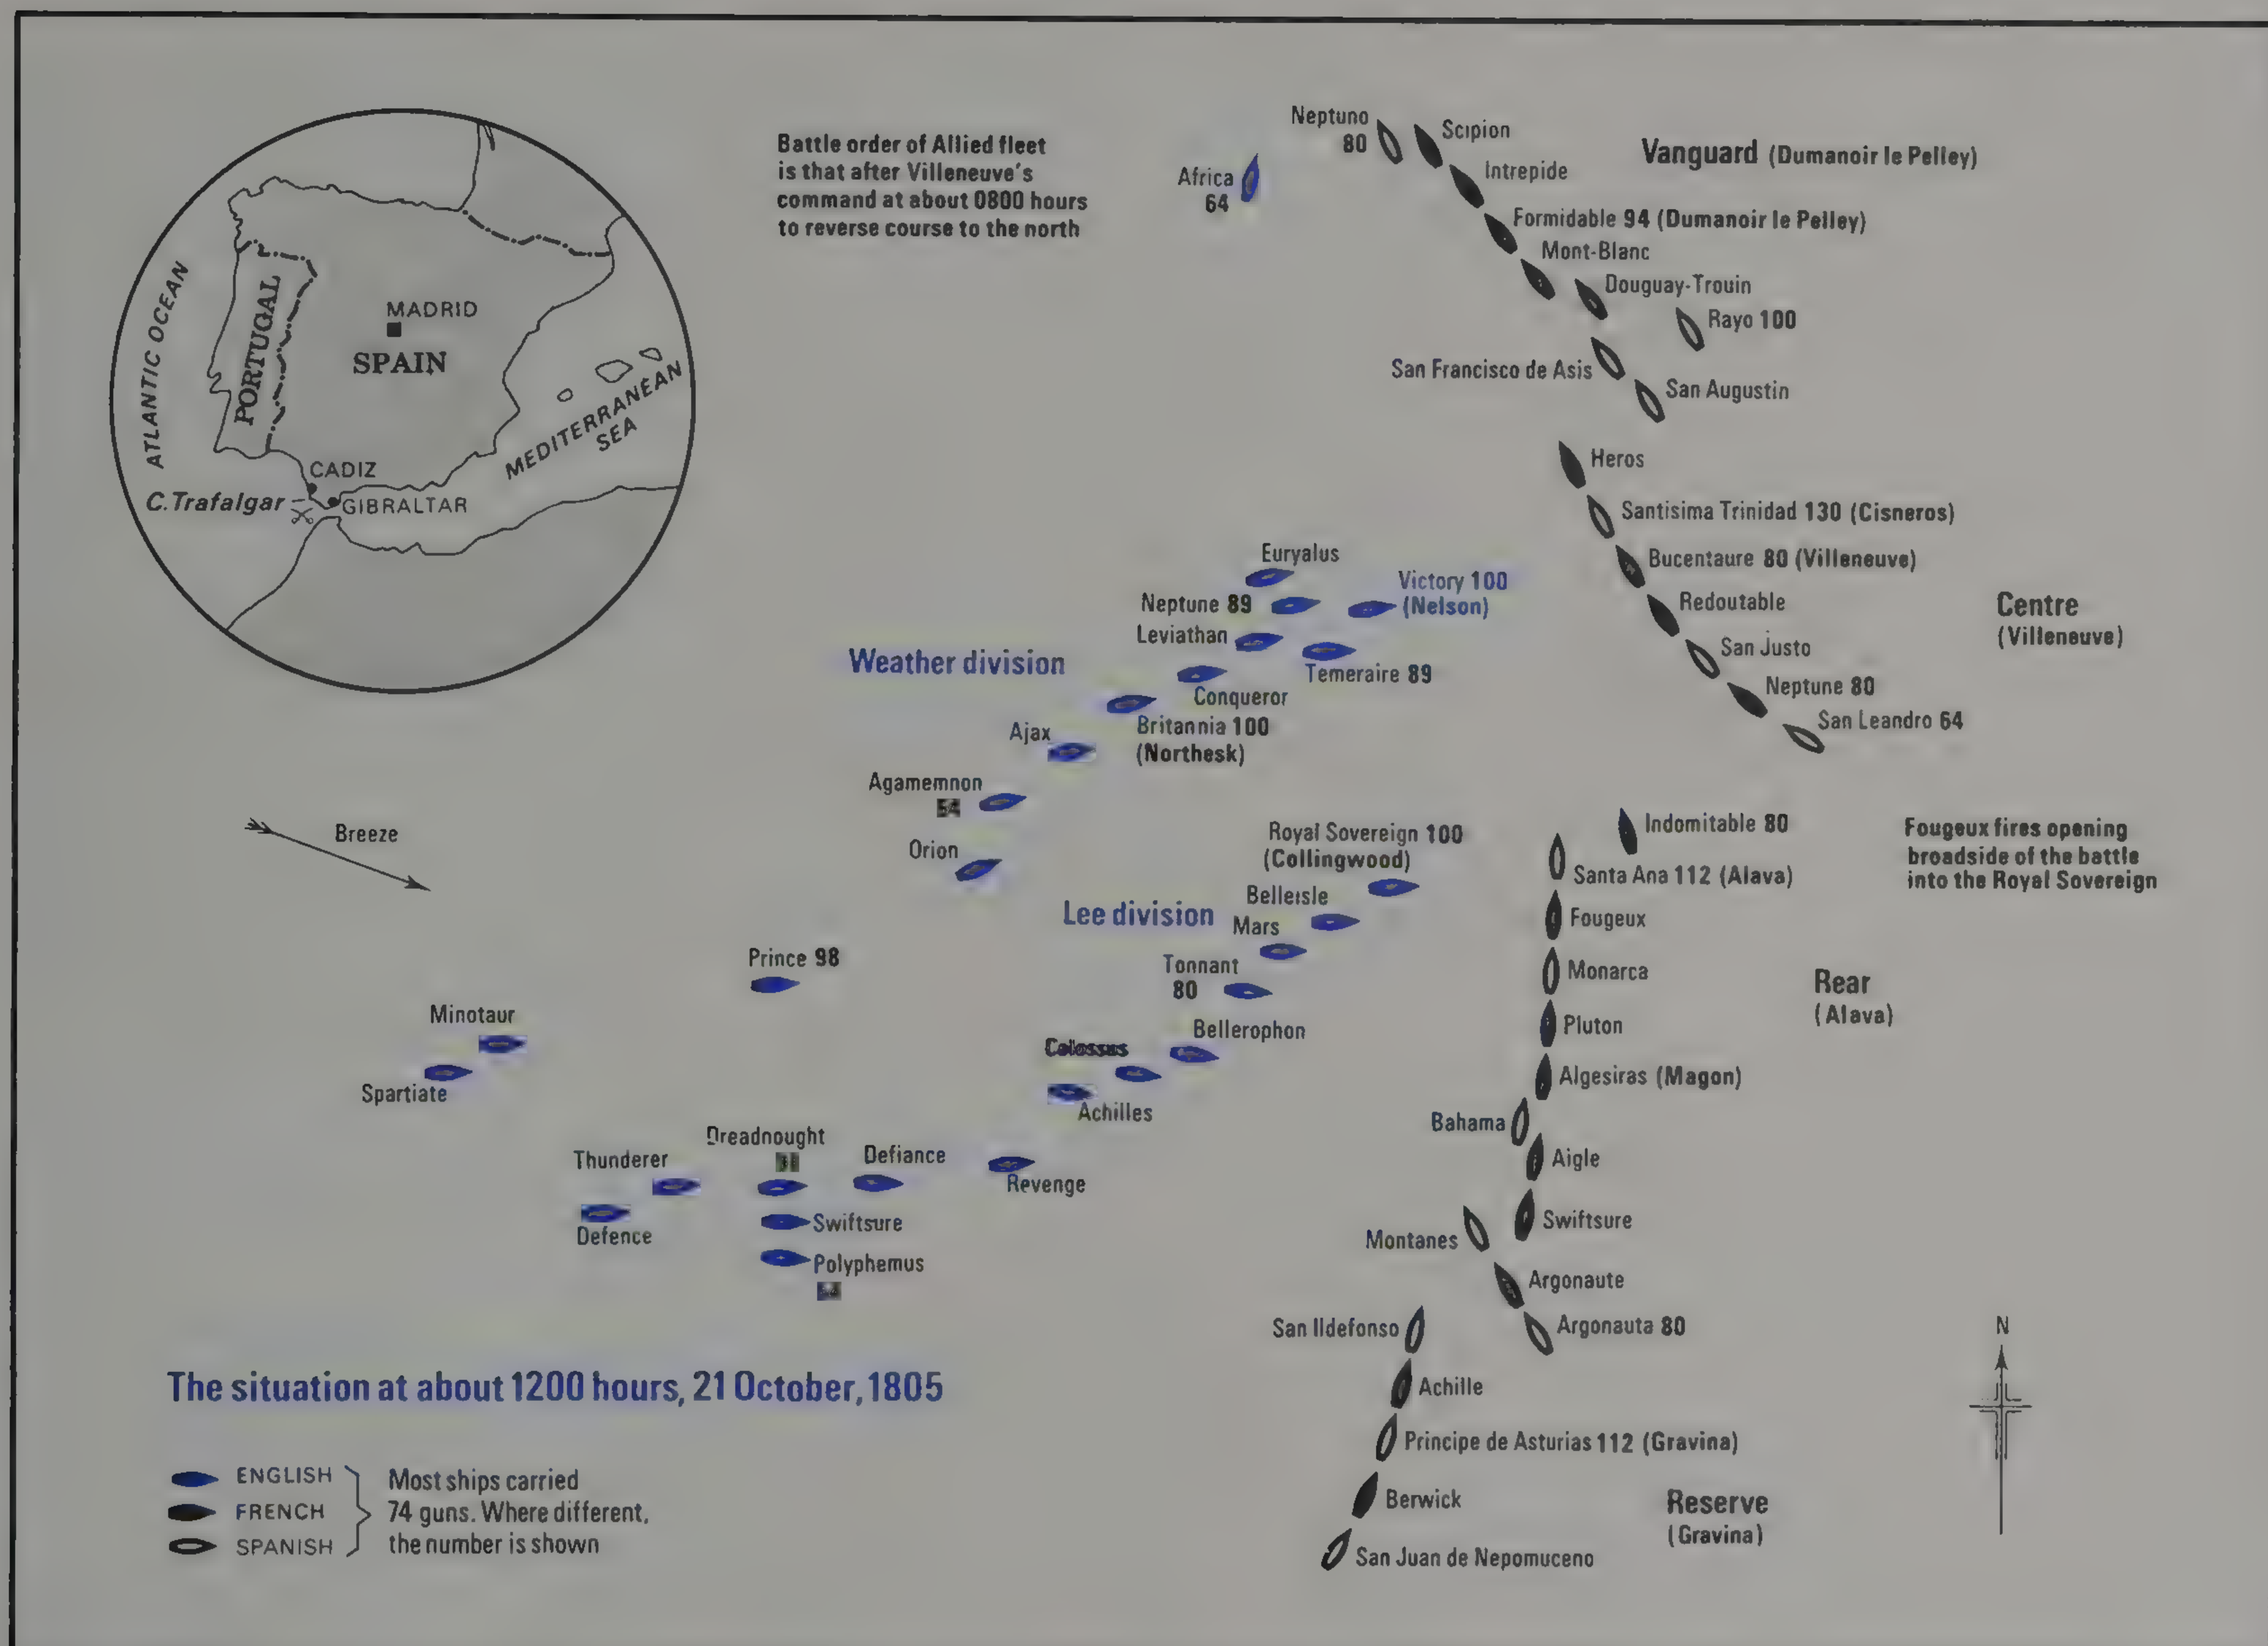 ATLANTIC OCEAN
PORTUGAL
MADRID
SPAIN
MEDITERRANEAN
SEA
CADIZ
C.Trafalgar
GIBRALTAR
Battle order of Allied fleet
is that after Villeneuve's
command at about 0800 hours
to reverse course to the north
Africa
64
Neptuno
80
Scipion
Intrepide
Formidable 94 (Dumanoir le Pelley)
Mont-Blanc
Douguay-Trouin
Rayo 100
San Francisco de Asis
San Augustin
Vanguard (Dumanoir le Pelley)
Heros
Santisima Trinidad 130 (Cisneros)
Bucentaure 80 (Villeneuve)
Redoutable
San Justo
Neptune 80
San Leandro 64
Centre
(Villeneuve)
Euryalus
Victory 100
(Nelson)
Neptune 89
Leviathan
Temeraire 89
Weather division
Conqueror
Britannia 100
(Northesk)
Ajax
Agamemnon
Orion
Breeze
Royal Sovereign 100
(Collingwood)
Belleisle
Lee division
Mars
Tonnant
80
Bellerophon
Colossus
Achilles
Prince 98
Minotaur
Spartiate
Dreadnought
Thunderer
Defiance
Revenge
Defence
Swiftsure
Polyphemus
Indomitable 80
Santa Ana 112 (Alava)
Fougeux
Monarca
Pluton
Algesiras (Magon)
Bahama
Aigle
Swiftsure
Montanes
Argonaute
Argonauta 80
Fougeux fires opening
broadside of the battle
into the Royal Sovereign
Rear
(Alava)
San Ildefonso
Achille
Principe de Asturias 112 (Gravina)
Berwick
San Juan de Nepomuceno
Reserve
(Gravina)
N
The situation at about 1200 hours, 21 October, 1805
ENGLISH
FRENCH
SPANISH
Most ships carried
74 guns. Where different,
the number is shown